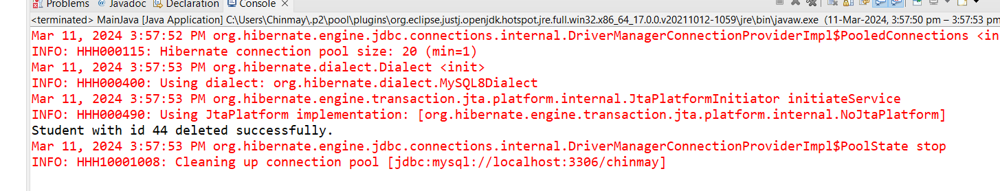 Problems @ Javadoc Declaration Console
<terminated> MainJava [Java Application] C:\Users\Chinmay\.p2\pool\plugins\org.eclipse.justj.openjdk.hotspot.jre.full.win32.x86_64_17.0.0.v20211012-1059\jre\bin\javaw.exe (11-Mar-2024, 3:57:50 pm – 3:57:53 pm
Mar 11, 2024 3:57:52 PM org.hibernate.engine.jdbc.connections.internal.DriverManagerConnectionProviderImpl$PooledConnections <in
INFO: HHH000115: Hibernate connection pool size: 20 (min=1)
Mar 11, 2024 3:57:53 PM org.hibernate.dialect.Dialect <init>
INFO: HHH000400: Using dialect: org.hibernate.dialect.MySQL8Dialect
Mar 11, 2024 3:57:53 PM org.hibernate.engine.transaction.jta.platform.internal.JtaPlatformInitiator initiateService
INFO: HHH000490: Using JtaPlatform implementation: [org.hibernate.engine.transaction.jta.platform.internal.NoJtaPlatform]
Student with id 44 deleted successfully.
Mar 11, 2024 3:57:53 PM org.hibernate.engine.jdbc.connections.internal.DriverManagerConnectionProviderImpl$PoolState stop
INFO: HHH10001008: Cleaning up connection pool [jdbc:mysql://localhost:3306/chinmay]